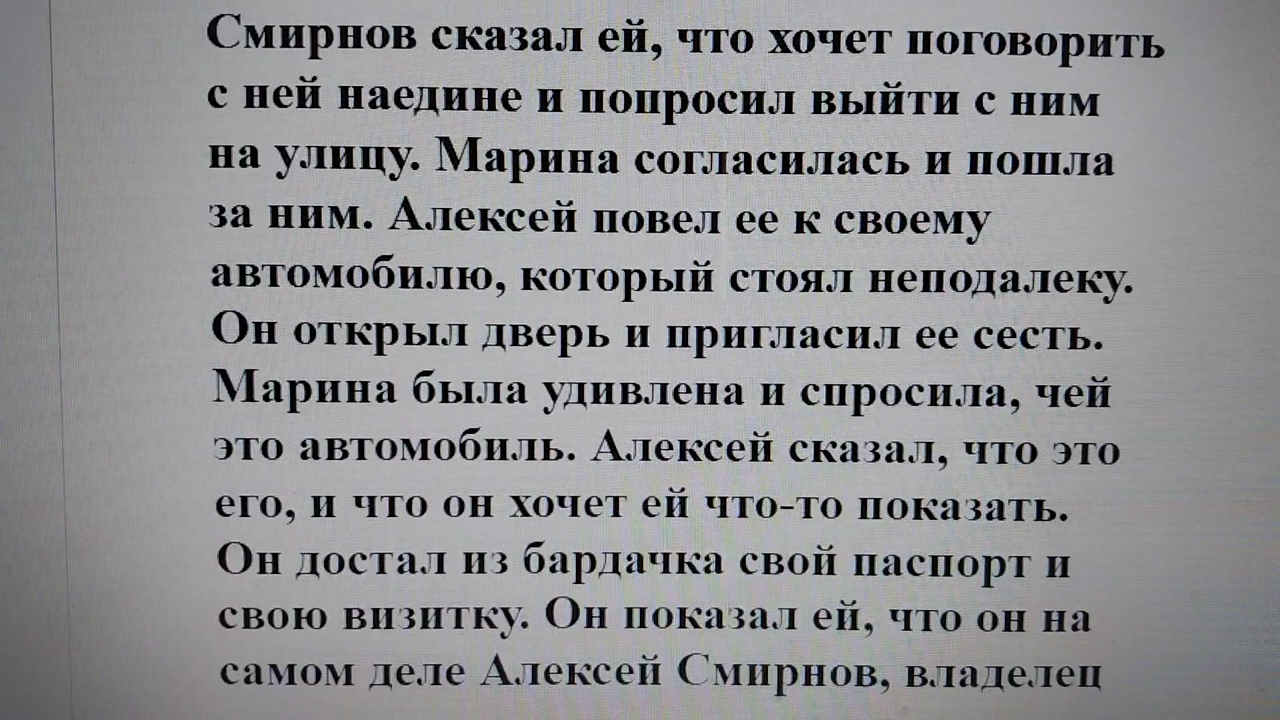 Смирнов сказал ей, что хочет поговорить
с ней наедине и попросил выйти с ним
на улицу. Марина согласилась и пошла
за ним. Алексей повел ее к своему
автомобилю, который стоял неподалеку.
Он открыл дверь и пригласил ее сесть.
Марина была удивлена и спросила, чей
это автомобиль. Алексей сказал, что это
его, и что он хочет ей что-то показать.
Он достал из бардачка свой паспорт и
свою визитку. Он показал ей, что он на
самом деле Алексей Смирнов, владелец